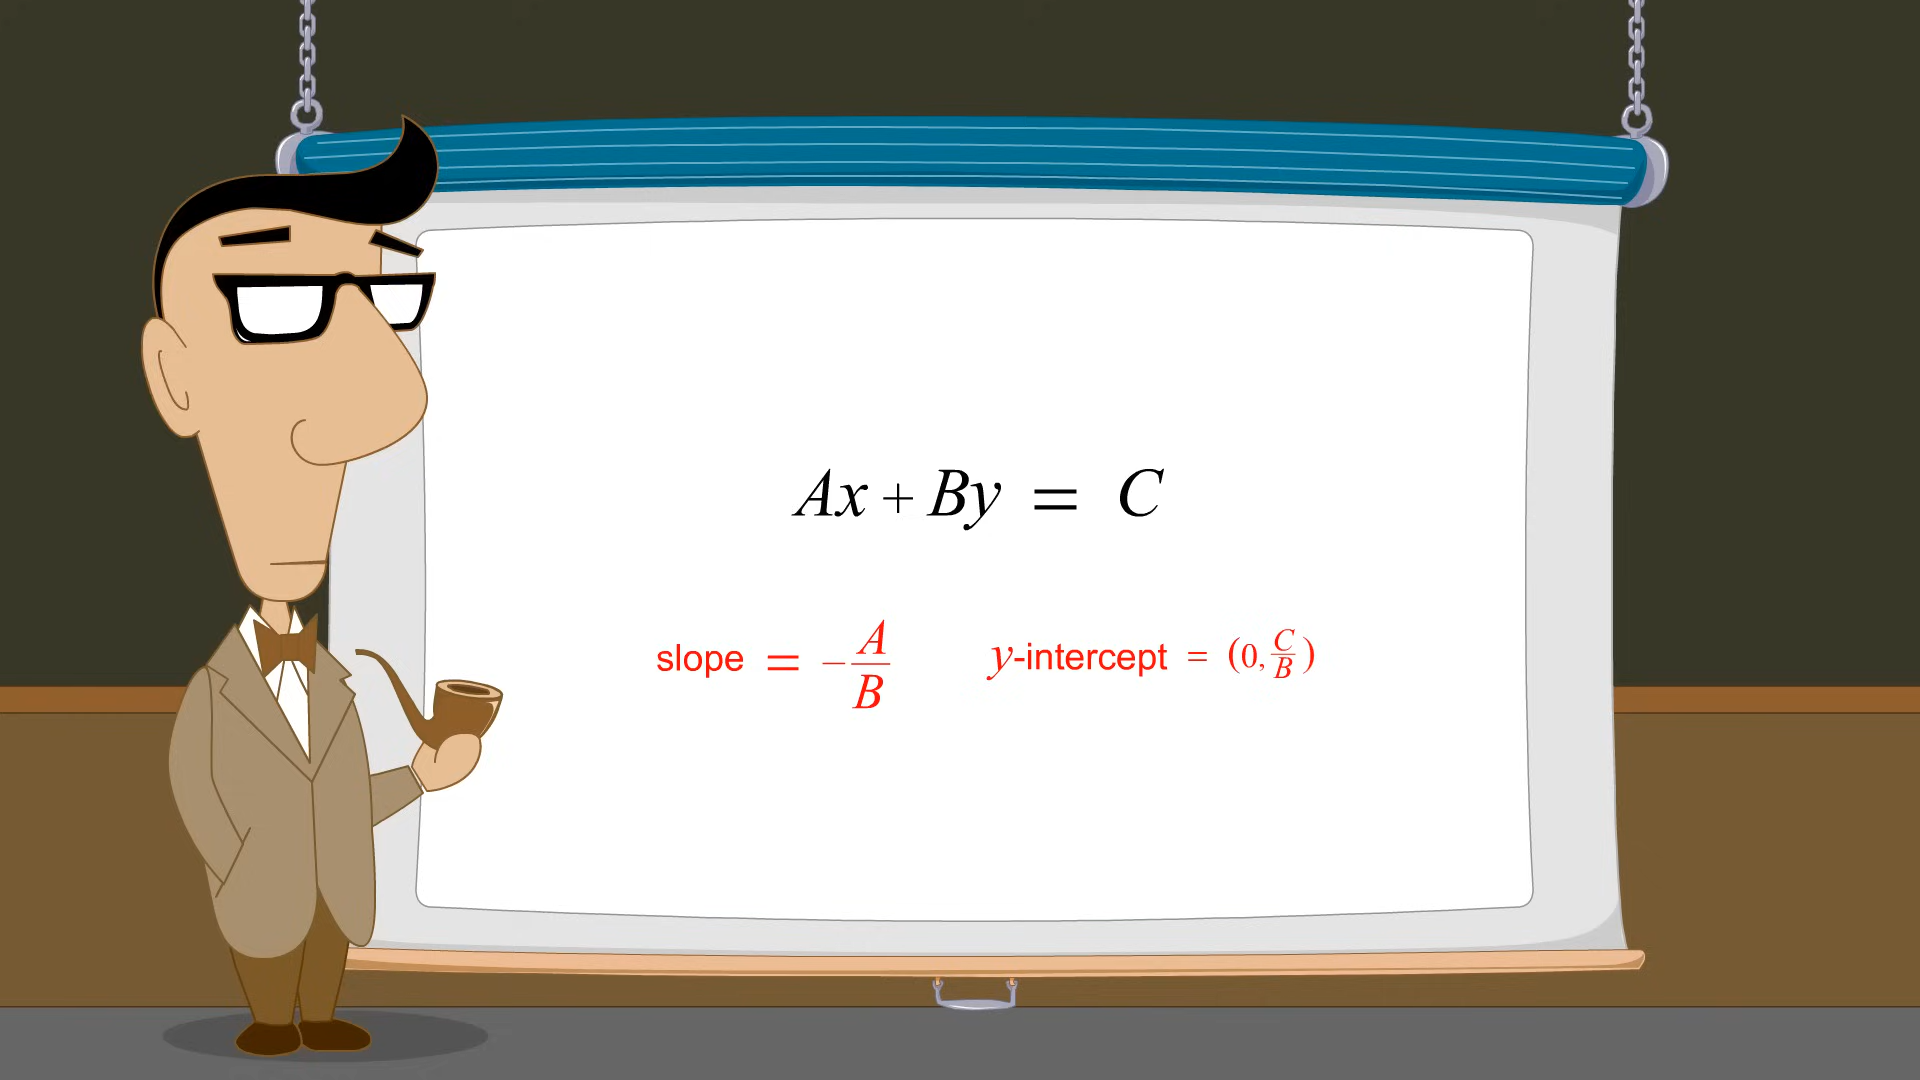 Ax + By = C
slope = -A/B y-intercept = (0, C/B)